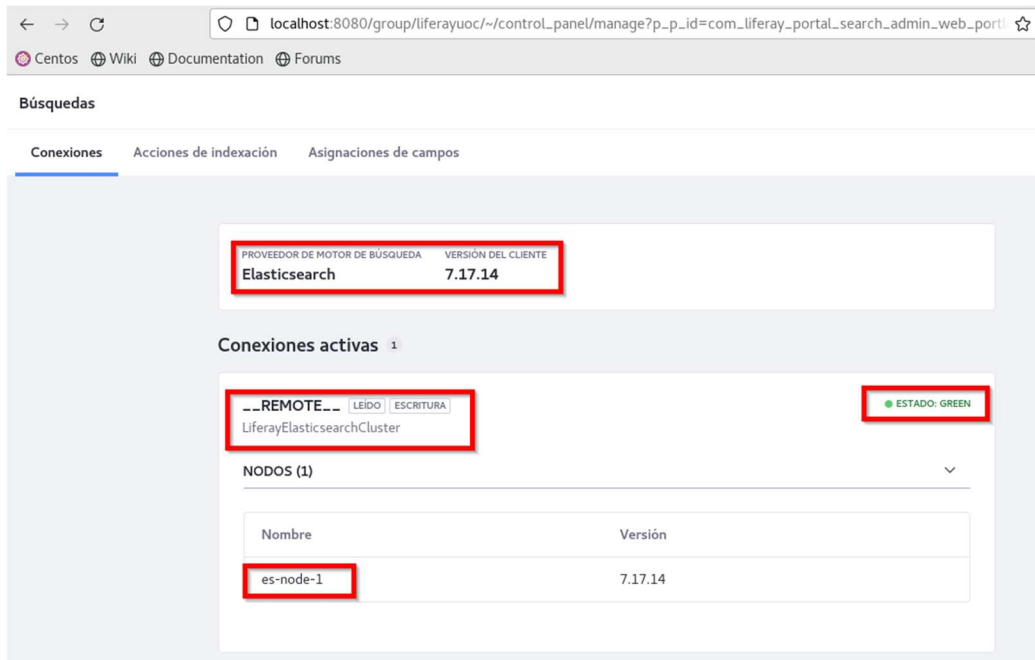 localhost:8080/group/liferayuoc/~/control_panel/manage?p_p_id=com_liferay_portal_search_admin_web_portl
Centos Wiki Documentation Forums
Búsquedas
Conexiones Acciones de indexación Asignaciones de campos
PROVEEDOR DE MOTOR DE BÚSQUEDA VERSIÓN DEL CLIENTE
Elasticsearch 7.17.14
Conexiones activas 1
__REMOTE__ LEÍDO ESCRITURA ESTADO: GREEN
LiferayElasticsearchCluster
NODOS (1)
Nombre Versión
es-node-1 7.17.14